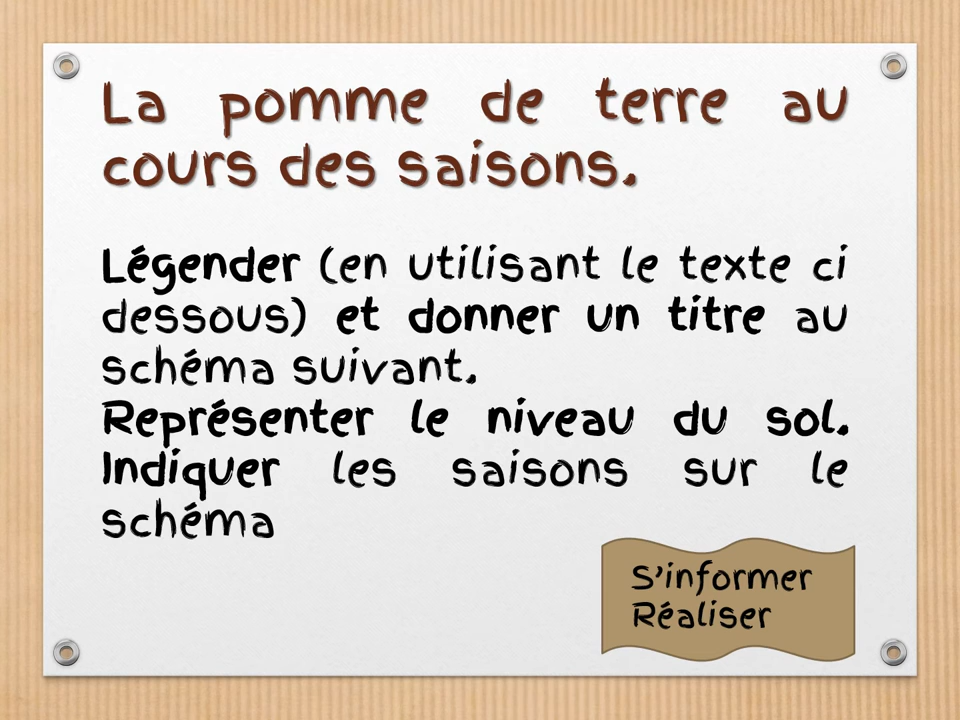 La pomme de terre au
cours des saisons.
Légender (en utilisant le texte ci
dessous) et donner un titre au
schéma suivant.
Représenter le niveau du sol.
Indiquer les saisons sur le
schéma
S'informer
Réaliser